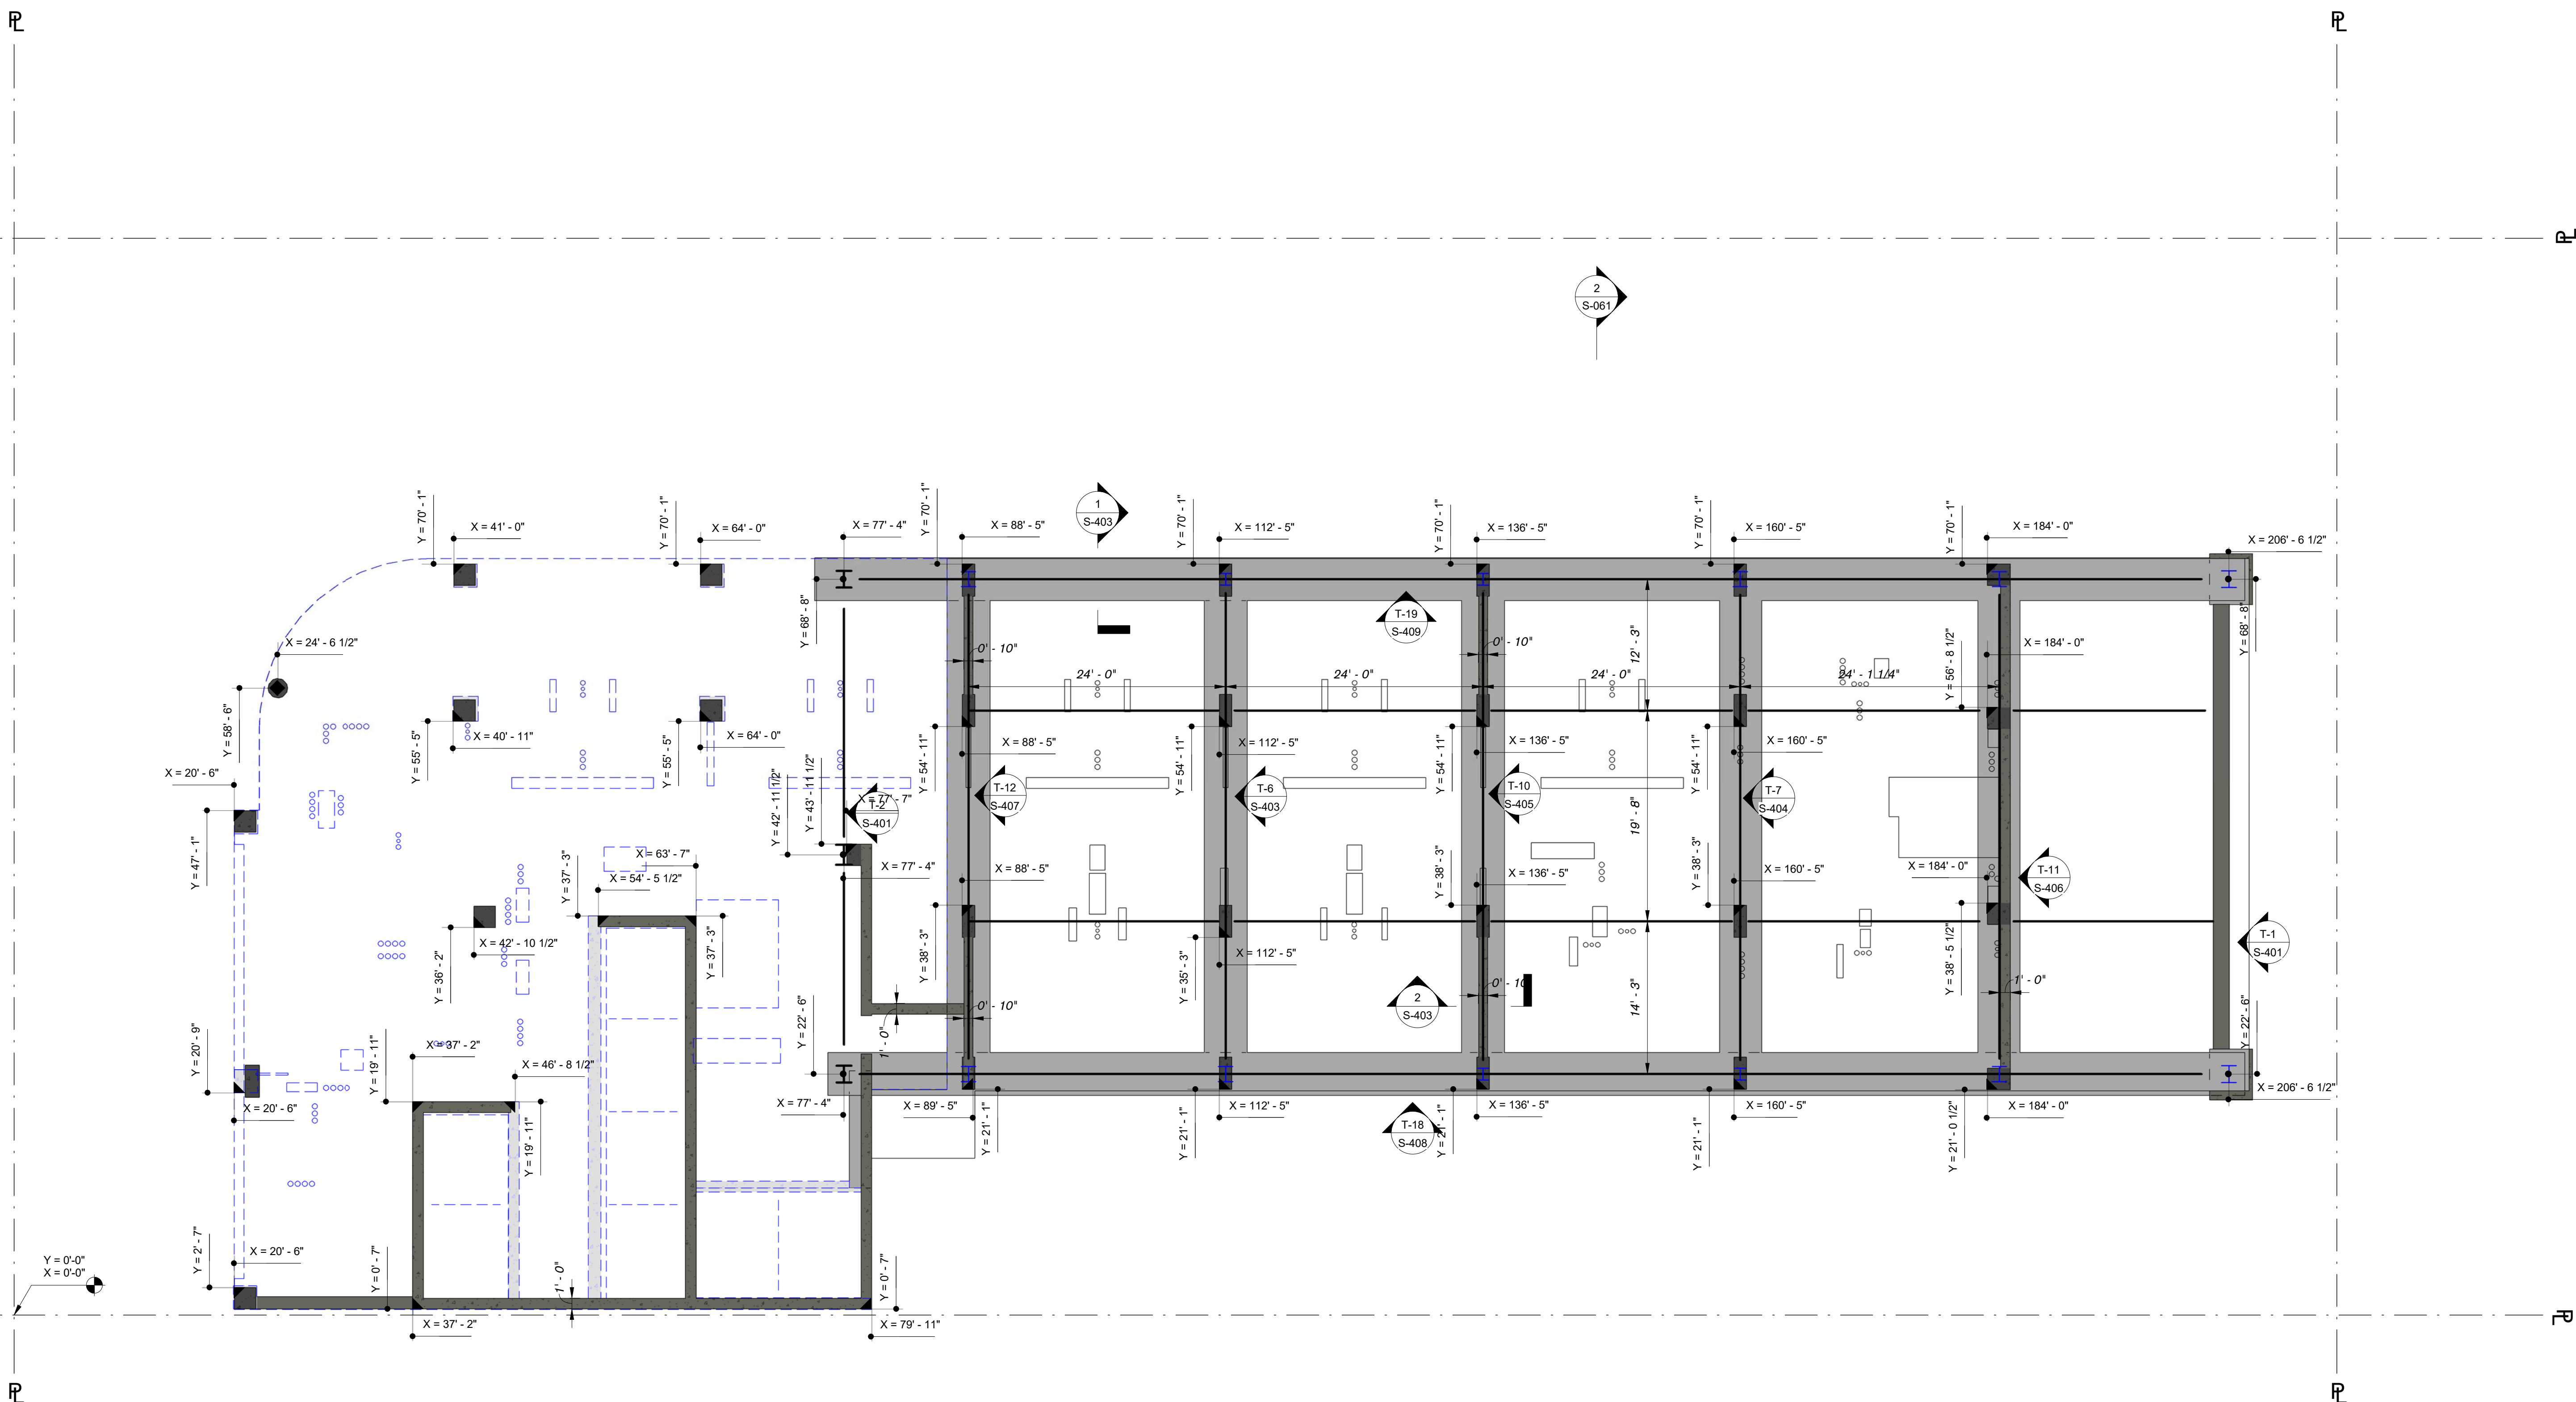 PL
PL
PL
2
S-061
1
S-403
Y = 70' - 1"
X = 41' - 0"
Y = 70' - 1"
X = 64' - 0"
X = 77' - 4"
Y = 70' - 1"
X = 88' - 5"
Y = 70' - 1"
X = 112' - 5"
Y = 70' - 1"
X = 136' - 5"
Y = 70' - 1"
X = 160' - 5"
Y = 70' - 1"
X = 184' - 0"
X = 206' - 6 1/2"
Y = 68' - 8"
T-19
S-409
Y = 68' - 8"
X = 24' - 6 1/2"
0' - 10"
0' - 10"
12' - 3"
X = 184' - 0"
Y = 56' - 8 1/2"
24' - 0"
24' - 0"
24' - 0"
24' - 1 1/4"
Y = 58' - 6"
Y = 55' - 5"
X = 40' - 11"
Y = 55' - 5"
X = 64' - 0"
Y = 54' - 11"
X = 88' - 5"
Y = 54' - 11"
X = 112' - 5"
Y = 54' - 11"
X = 136' - 5"
Y = 54' - 11"
X = 160' - 5"
X = 20' - 6"
Y = 42' - 11 1/2"
Y = 43' - 11 1/2"
X = 77' - 7"
T-2
S-401
T-12
S-407
T-6
S-403
T-10
S-405
T-7
S-404
19' - 8"
Y = 47' - 1"
Y = 37' - 3"
X = 63' - 7"
X = 54' - 5 1/2"
X = 77' - 4"
X = 88' - 5"
Y = 38' - 3"
X = 136' - 5"
Y = 38' - 3"
X = 160' - 5"
X = 184' - 0"
T-11
S-406
Y = 36' - 2"
X = 42' - 10 1/2"
Y = 37' - 3"
Y = 38' - 3"
Y = 35' - 3"
X = 112' - 5"
Y = 38' - 5 1/2"
T-1
S-401
0' - 10"
1' - 0"
2
S-403
0' - 10"
14' - 3"
1' - 0"
Y = 22' - 6"
Y = 22' - 6"
Y = 20' - 9"
Y = 19' - 11"
X = 37' - 2"
X = 46' - 8 1/2"
X = 20' - 6"
Y = 19' - 11"
X = 77' - 4"
X = 89' - 5"
Y = 21' - 1"
X = 112' - 5"
Y = 21' - 1"
T-18
S-408
Y = 21' - 1"
X = 136' - 5"
Y = 21' - 1"
X = 160' - 5"
Y = 21' - 0 1/2"
X = 184' - 0"
X = 206' - 6 1/2"
Y = 2' - 7"
X = 20' - 6"
Y = 0'-0"
X = 0'-0"
Y = 0' - 7"
1' - 0"
Y = 0' - 7"
X = 37' - 2"
X = 79' - 11"
PL
PL
PL